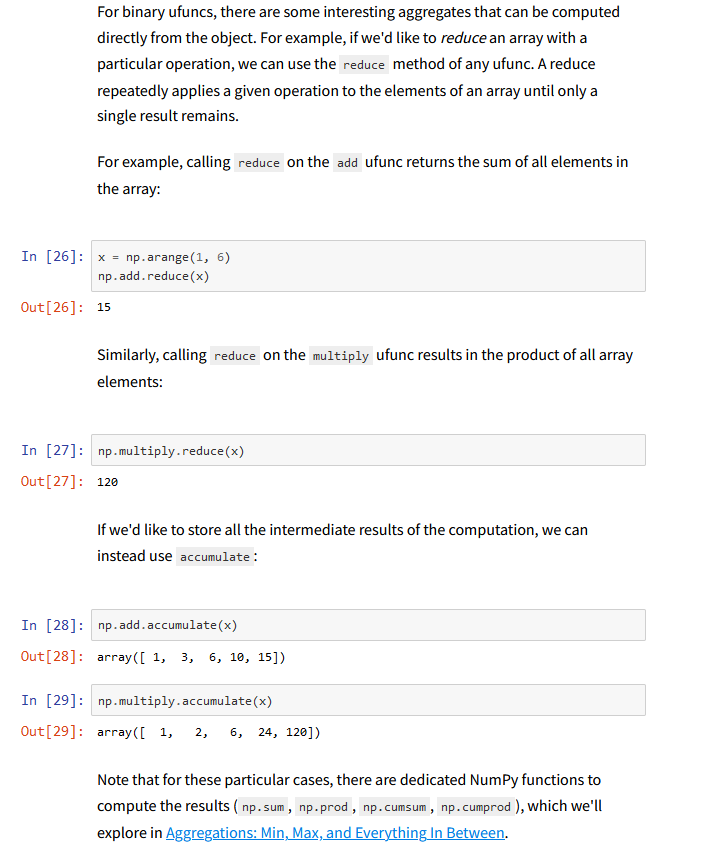 For binary ufuncs, there are some interesting aggregates that can be computed
directly from the object. For example, if we'd like to reduce an array with a
particular operation, we can use the reduce method of any ufunc. A reduce
repeatedly applies a given operation to the elements of an array until only a
single result remains.
For example, calling reduce on the add ufunc returns the sum of all elements in
the array:
In [26]: x = np.arange(1, 6)
np.add.reduce(x)
Out[26]: 15
Similarly, calling reduce on the multiply ufunc results in the product of all array
elements:
In [27]: np.multiply.reduce(x)
Out[27]: 120
If we'd like to store all the intermediate results of the computation, we can
instead use accumulate:
In [28]: np.add.accumulate(x)
Out[28]: array([ 1,  3,  6, 10, 15])
In [29]: np.multiply.accumulate(x)
Out[29]: array([  1,   2,   6,  24, 120])
Note that for these particular cases, there are dedicated NumPy functions to
compute the results (np.sum, np.prod, np.cumsum, np.cumprod), which we'll
explore in Aggregations: Min, Max, and Everything In Between.